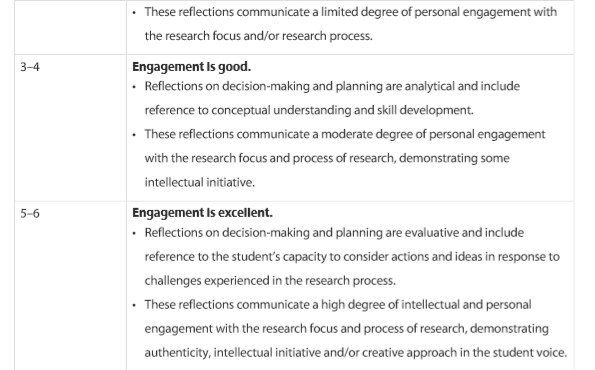 • These reflections communicate a limited degree of personal engagement with
the research focus and/or research process.
3–4
Engagement is good.
• Reflections on decision-making and planning are analytical and include
reference to conceptual understanding and skill development.
• These reflections communicate a moderate degree of personal engagement
with the research focus and process of research, demonstrating some
intellectual initiative.
5–6
Engagement is excellent.
• Reflections on decision-making and planning are evaluative and include
reference to the student’s capacity to consider actions and ideas in response to
challenges experienced in the research process.
• These reflections communicate a high degree of intellectual and personal
engagement with the research focus and process of research, demonstrating
authenticity, intellectual initiative and/or creative approach in the student voice.